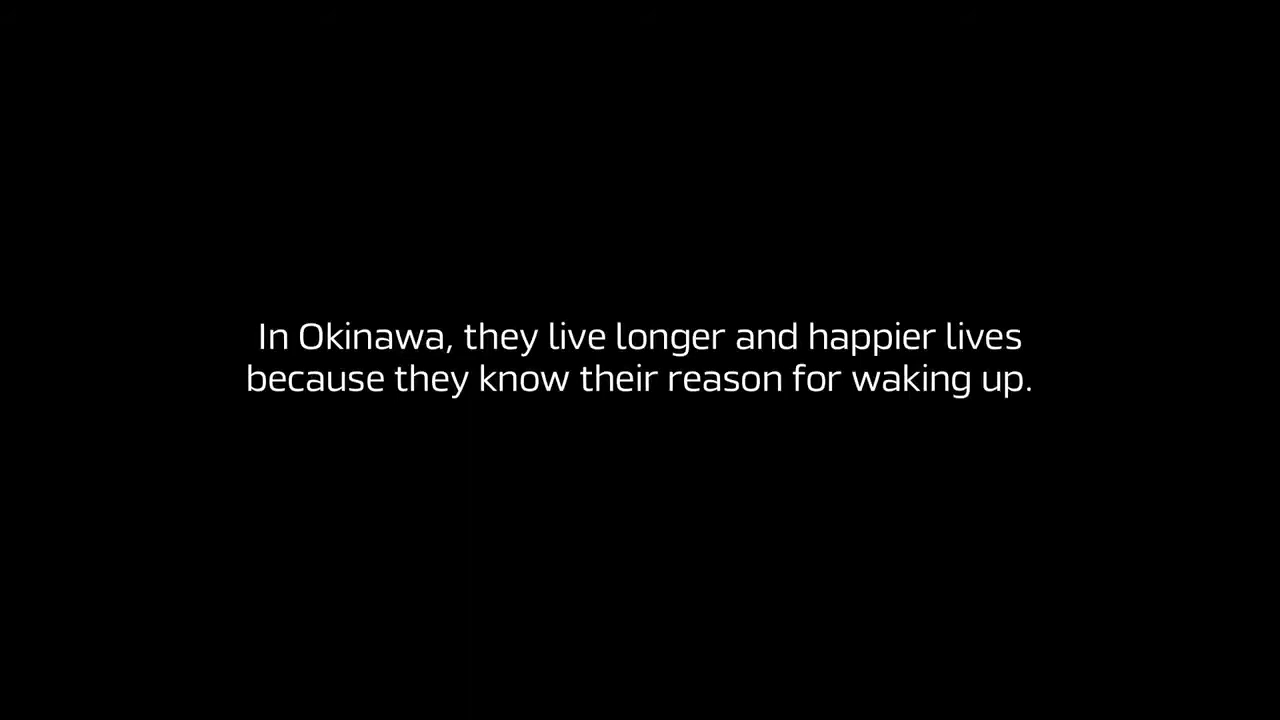 In Okinawa, they live longer and happier lives
because they know their reason for waking up.